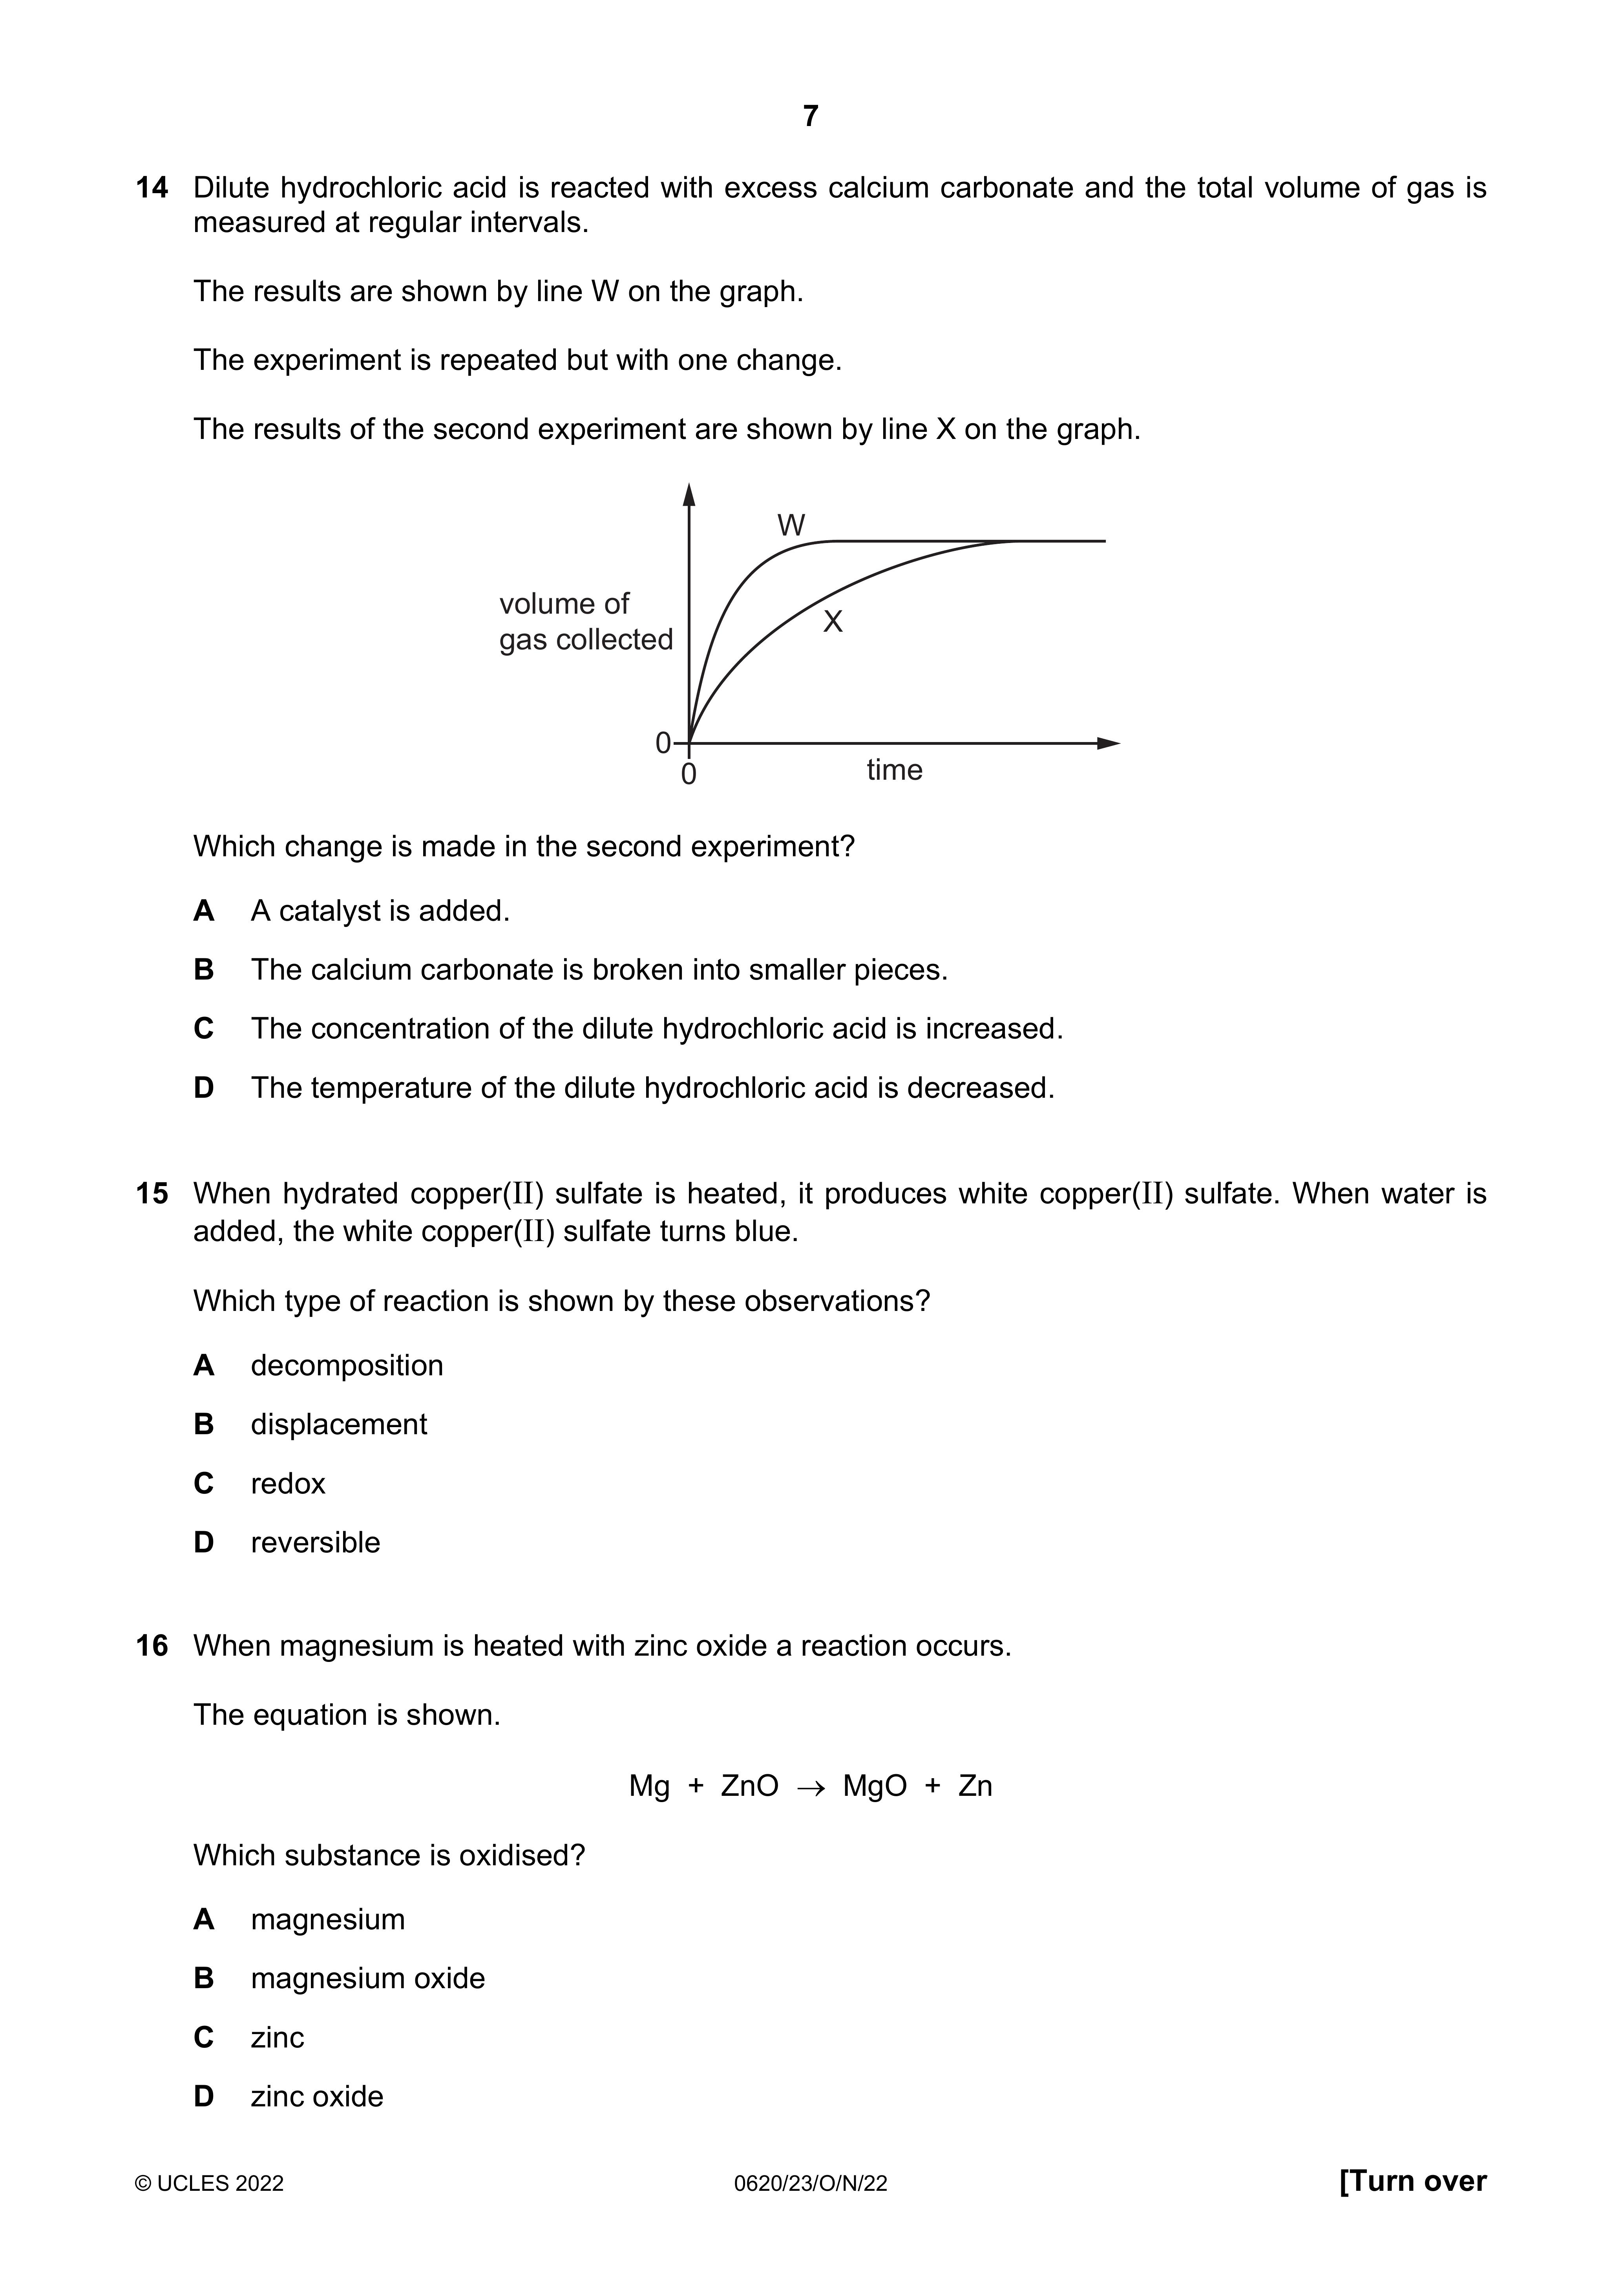 7
14 Dilute hydrochloric acid is reacted with excess calcium carbonate and the total volume of gas is
measured at regular intervals.
The results are shown by line W on the graph.
The experiment is repeated but with one change.
The results of the second experiment are shown by line X on the graph.
W
volume of
gas collected
X
0
0
time
Which change is made in the second experiment?
A A catalyst is added.
B The calcium carbonate is broken into smaller pieces.
C The concentration of the dilute hydrochloric acid is increased.
D The temperature of the dilute hydrochloric acid is decreased.
15 When hydrated copper(II) sulfate is heated, it produces white copper(II) sulfate. When water is
added, the white copper(II) sulfate turns blue.
Which type of reaction is shown by these observations?
A decomposition
B displacement
C redox
D reversible
16 When magnesium is heated with zinc oxide a reaction occurs.
The equation is shown.
Mg + ZnO → MgO + Zn
Which substance is oxidised?
A magnesium
B magnesium oxide
C zinc
D zinc oxide
© UCLES 2022 0620/23/O/N/22 [Turn over